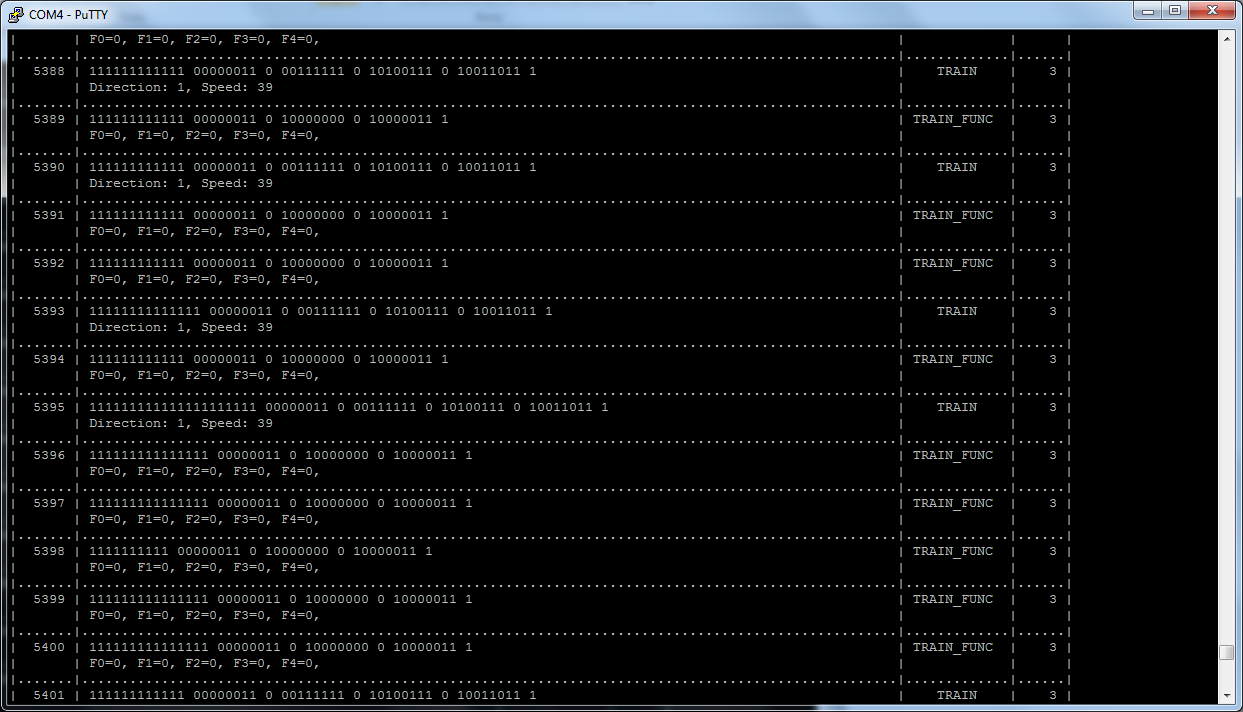 COM4 - PuTTY
F0=0, F1=0, F2=0, F3=0, F4=0,
5388 | 111111111111 00000011 0 00111111 0 10100111 0 10011011 1 | TRAIN | 3 |
Direction: 1, Speed: 39
5389 | 111111111111 00000011 0 10000000 0 10000011 1 | TRAIN_FUNC | 3 |
F0=0, F1=0, F2=0, F3=0, F4=0,
5390 | 111111111111 00000011 0 00111111 0 10100111 0 10011011 1 | TRAIN | 3 |
Direction: 1, Speed: 39
5391 | 111111111111 00000011 0 10000000 0 10000011 1 | TRAIN_FUNC | 3 |
F0=0, F1=0, F2=0, F3=0, F4=0,
5392 | 111111111111 00000011 0 10000000 0 10000011 1 | TRAIN_FUNC | 3 |
F0=0, F1=0, F2=0, F3=0, F4=0,
5393 | 11111111111111 00000011 0 00111111 0 10100111 0 10011011 1 | TRAIN | 3 |
Direction: 1, Speed: 39
5394 | 111111111111 00000011 0 10000000 0 10000011 1 | TRAIN_FUNC | 3 |
F0=0, F1=0, F2=0, F3=0, F4=0,
5395 | 111111111111111111111 00000011 0 00111111 0 10100111 0 10011011 1 | TRAIN | 3 |
Direction: 1, Speed: 39
5396 | 111111111111111 00000011 0 10000000 0 10000011 1 | TRAIN_FUNC | 3 |
F0=0, F1=0, F2=0, F3=0, F4=0,
5397 | 111111111111111 00000011 0 10000000 0 10000011 1 | TRAIN_FUNC | 3 |
F0=0, F1=0, F2=0, F3=0, F4=0,
5398 | 1111111111 00000011 0 10000000 0 10000011 1 | TRAIN_FUNC | 3 |
F0=0, F1=0, F2=0, F3=0, F4=0,
5399 | 111111111111111 00000011 0 10000000 0 10000011 1 | TRAIN_FUNC | 3 |
F0=0, F1=0, F2=0, F3=0, F4=0,
5400 | 111111111111111 00000011 0 10000000 0 10000011 1 | TRAIN_FUNC | 3 |
F0=0, F1=0, F2=0, F3=0, F4=0,
5401 | 111111111111 00000011 0 00111111 0 10100111 0 10011011 1 | TRAIN | 3 |